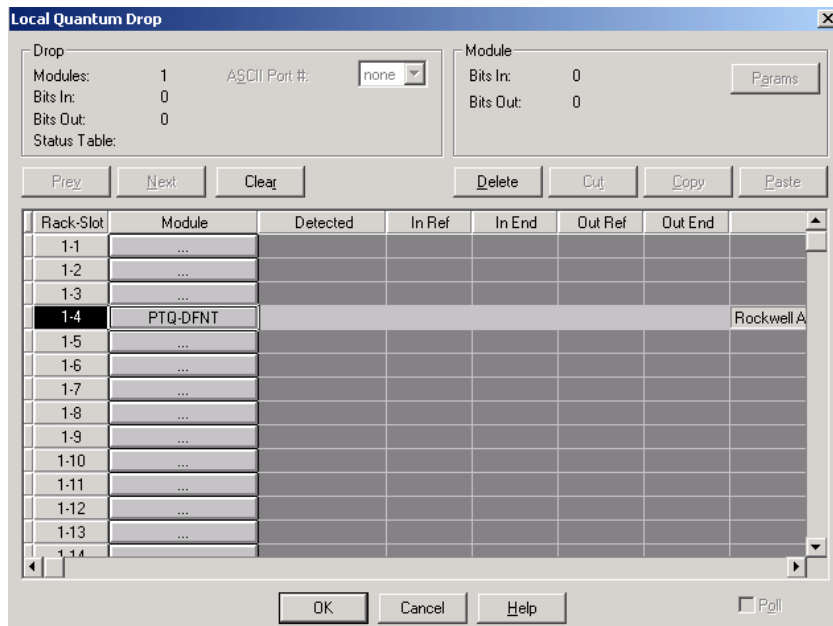 Local Quantum Drop
Drop
Modules: 1 ASCII Port #: none
Bits In: 0
Bits Out: 0
Status Table:
Module
Bits In: 0
Bits Out: 0
Params
Prev Next Clear Delete Cut Copy Paste
Rack-Slot Module Detected In Ref In End Out Ref Out End
1-1 ...
1-2 ...
1-3 ...
1-4 PTQ-DFNT Rockwell A
1-5 ...
1-6 ...
1-7 ...
1-8 ...
1-9 ...
1-10 ...
1-11 ...
1-12 ...
1-13 ...
1-14
OK Cancel Help Poll